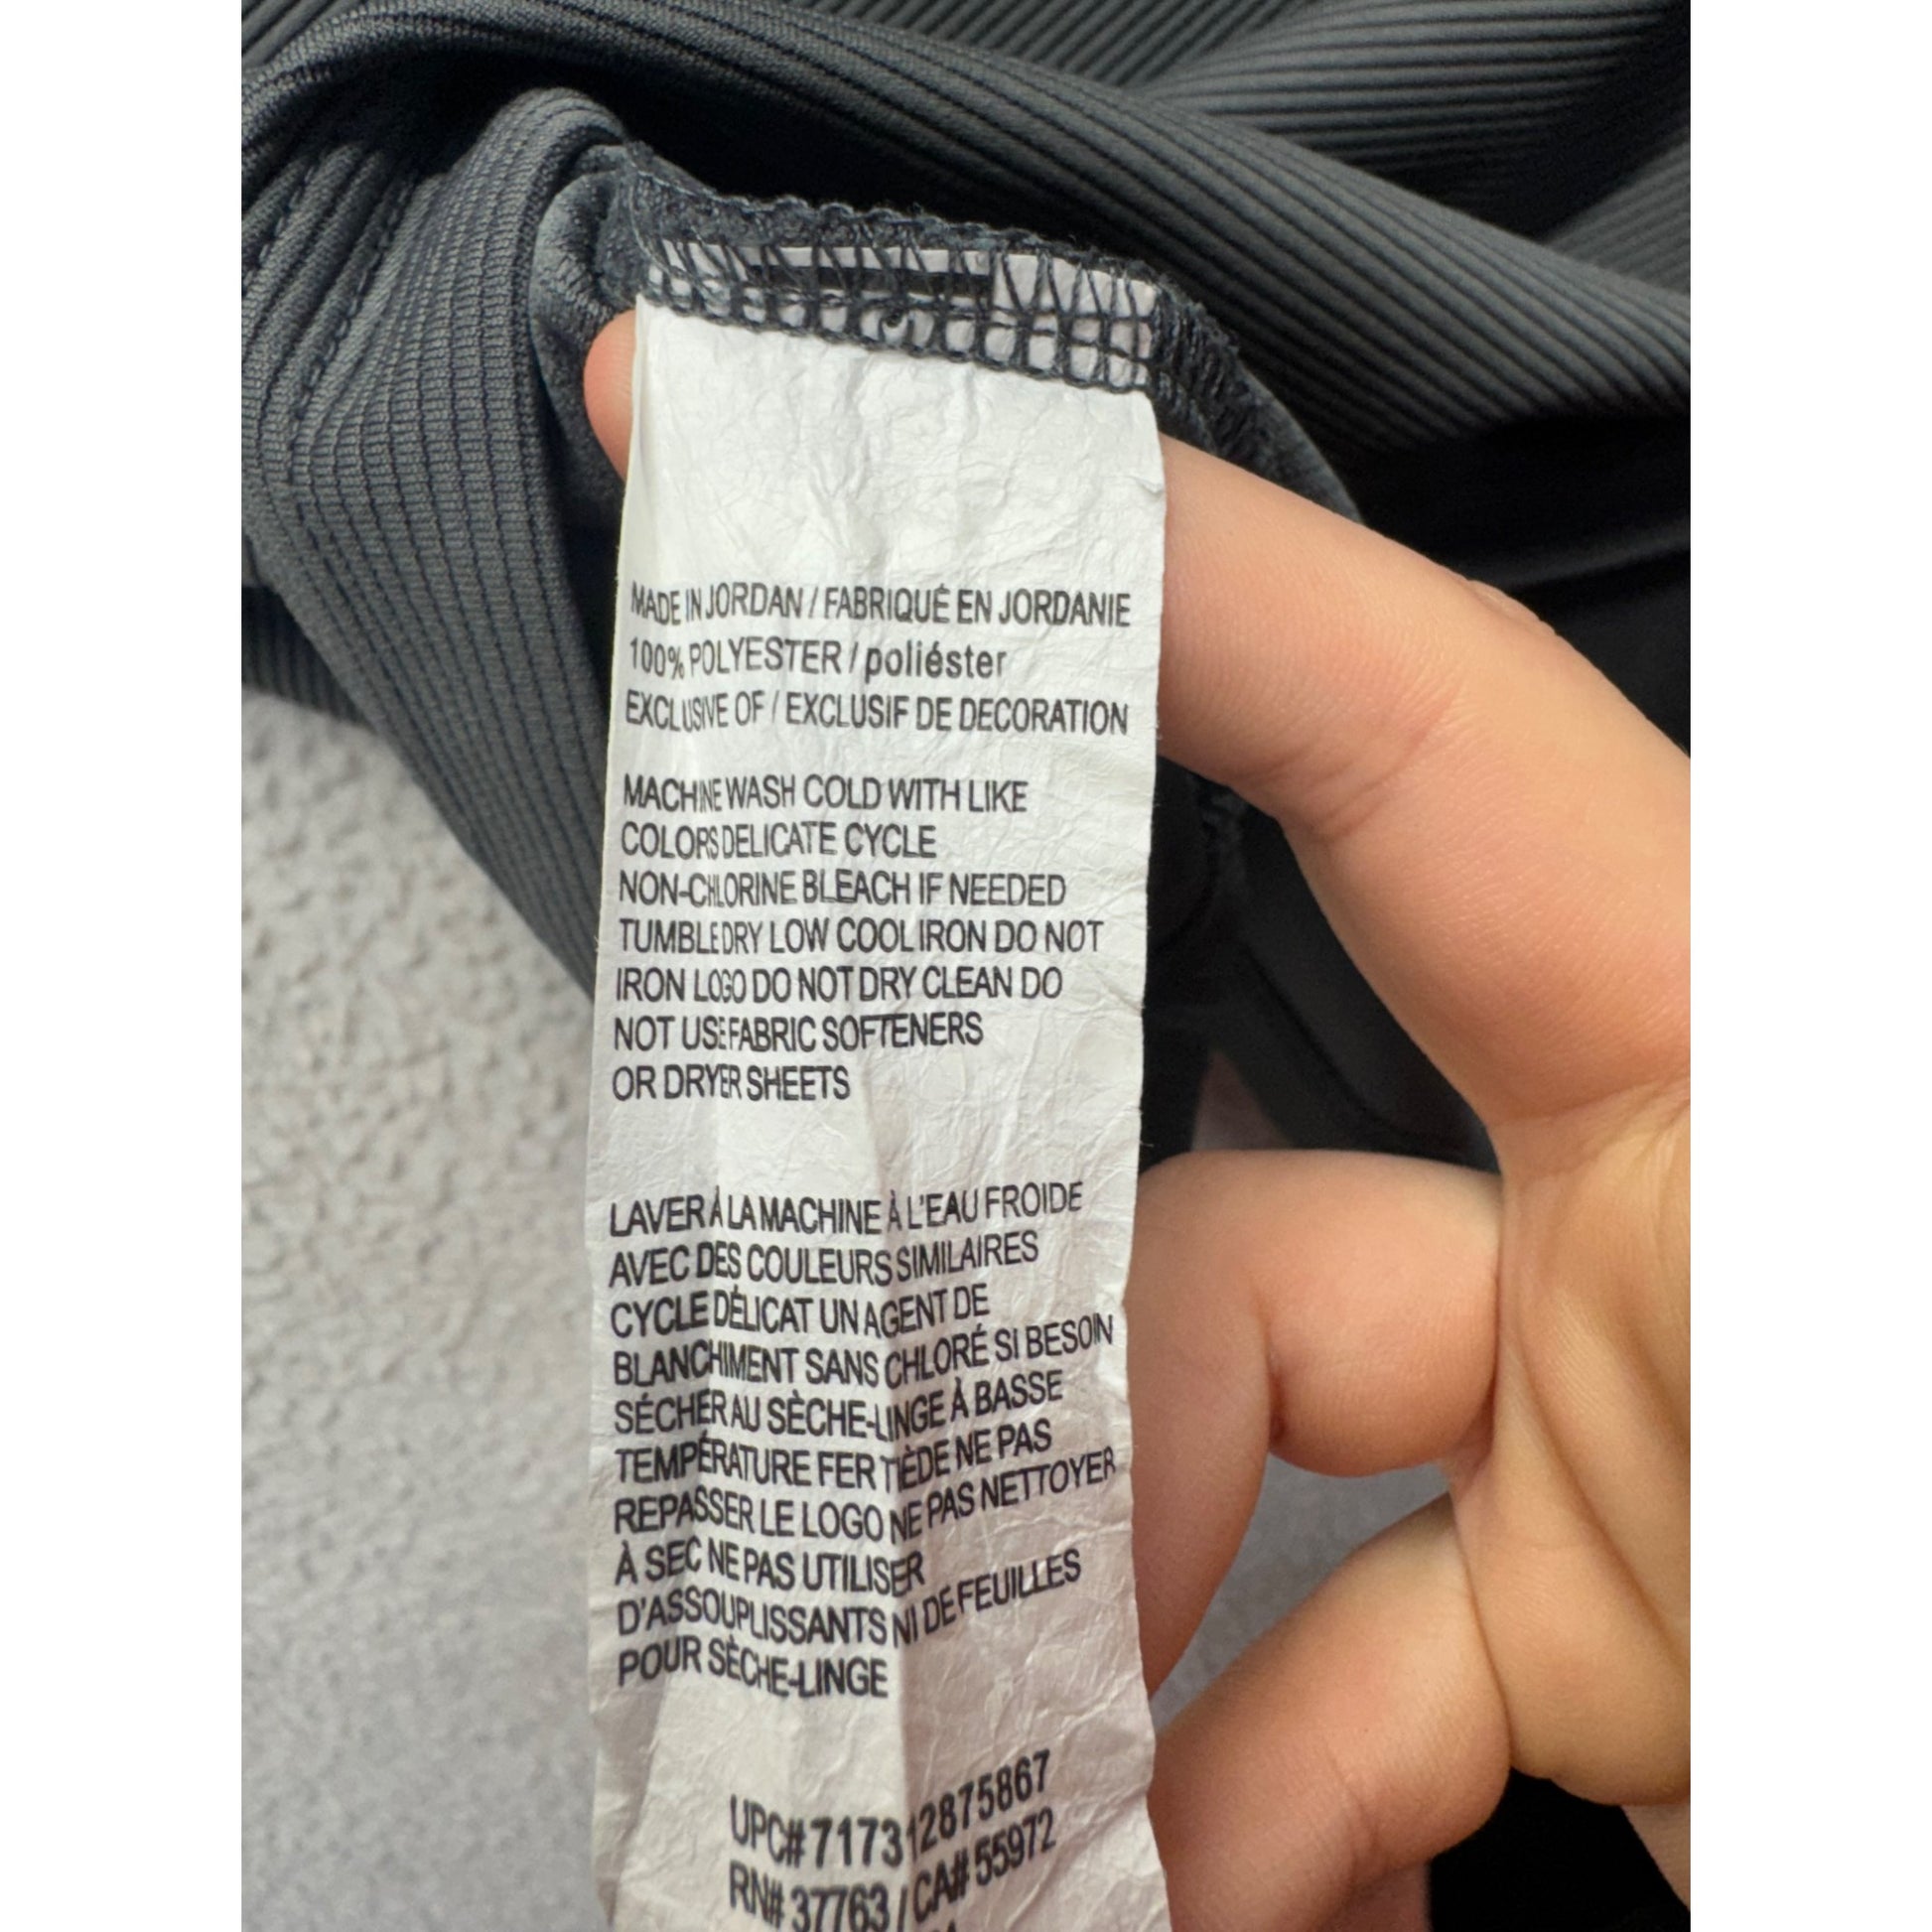 MADE IN JORDAN / FABRIQUÉ EN JORDANIE
100% POLYESTER / poliéster
EXCLUSIVE OF / EXCLUSIF DE DECORATION
MACHINE WASH COLD WITH LIKE
COLORS DELICATE CYCLE
NON-CHLORINE BLEACH IF NEEDED
TUMBLE DRY LOW COOL IRON DO NOT
IRON LOGO DO NOT DRY CLEAN DO
NOT USE FABRIC SOFTENERS
OR DRYER SHEETS
LAVER À LA MACHINE À L'EAU FROIDE
AVEC DES COULEURS SIMILAIRES
CYCLE DÉLICAT UN AGENT DE
BLANCHIMENT SANS CHLORÉ SI BESOIN
SÉCHER AU SÈCHE-LINGE À BASSE
TEMPÉRATURE FER TIÈDE NE PAS
REPASSER LE LOGO NE PAS NETTOYER
À SEC NE PAS UTILISER
D'ASSOUPLISSANTS NI DE FEUILLES
POUR SÈCHE-LINGE
UPC# 717312875867
RN# 37763 / CA# 55972